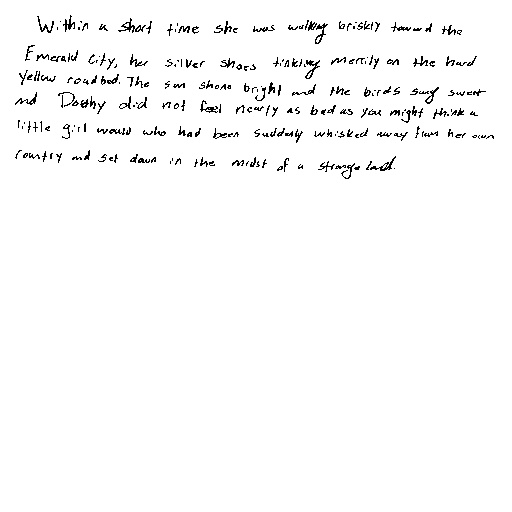 Within a short time she was walking briskly toward the
Emerald City, her silver shoes tinkling merrily on the hard
yellow roadbed. The sun shone bright and the birds sang sweet
and Dorothy did not feel nearly as bad as you might think a
little girl would who had been suddenly whisked away from her own
country and set down in the midst of a strange land.